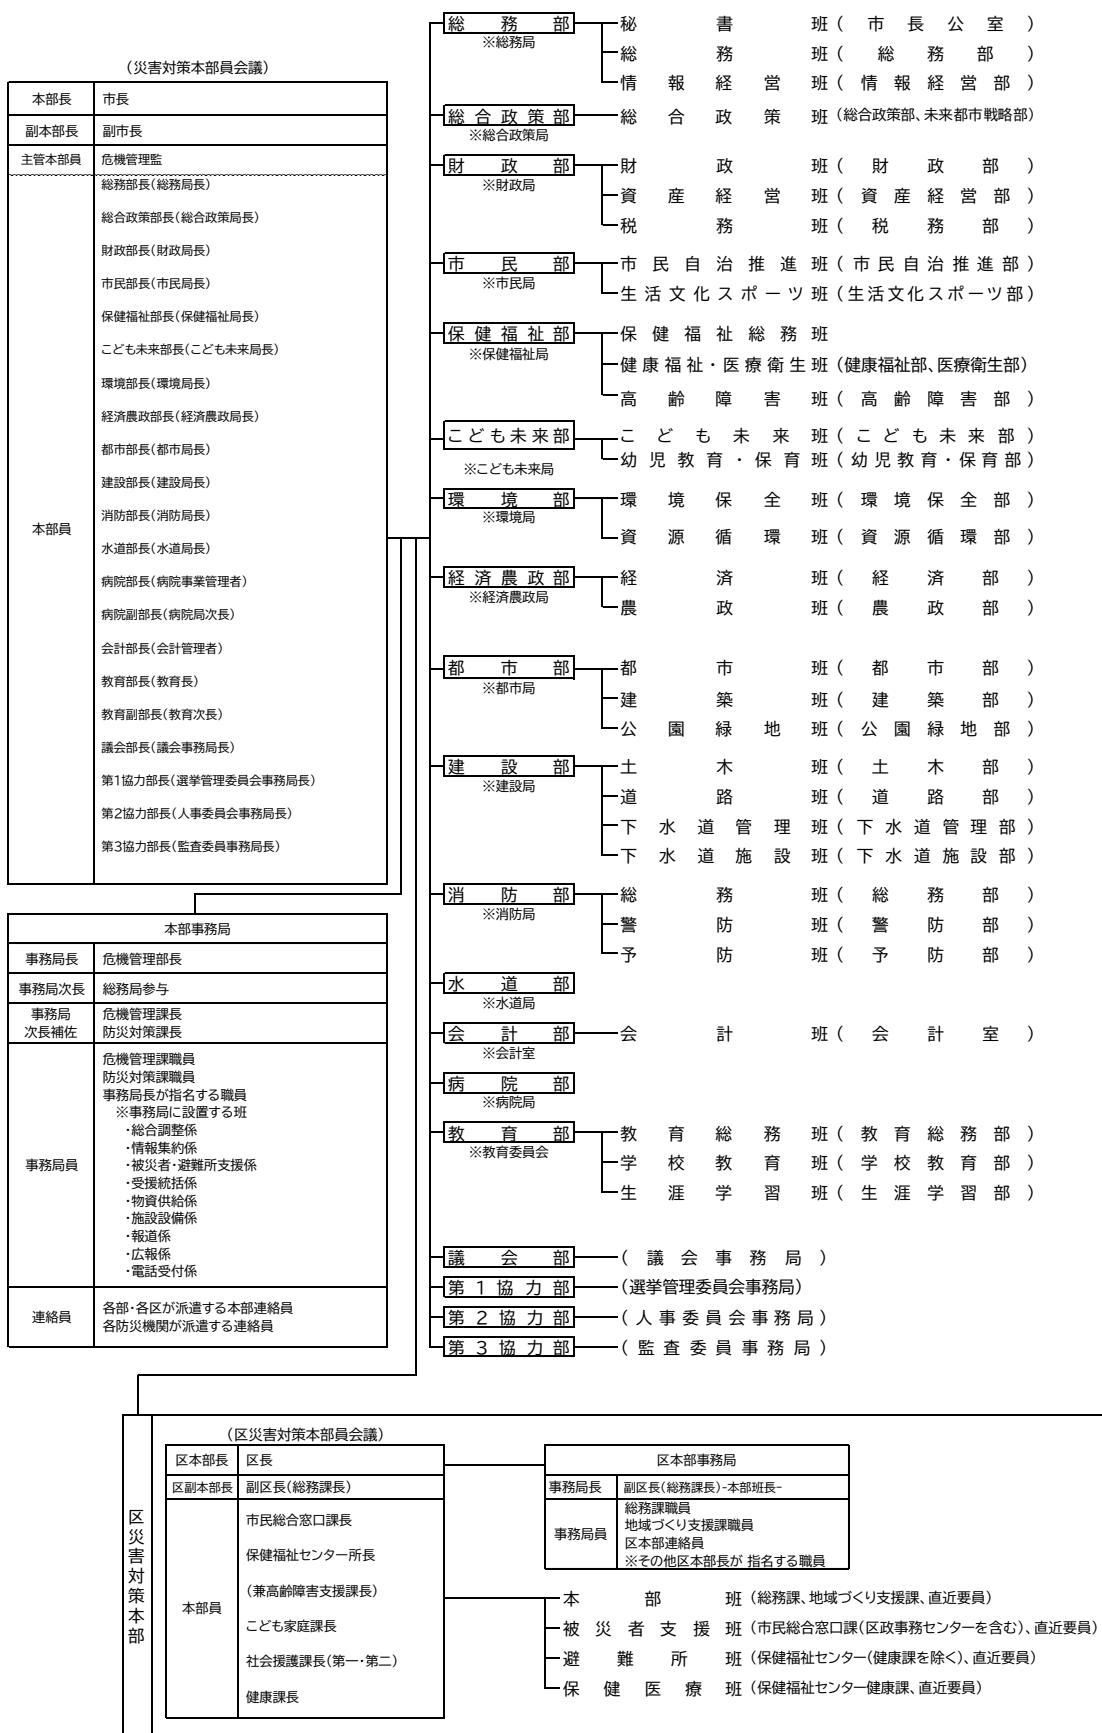 (災害対策本部員会議)
本部長 市長
副本部長 副市長
主管本部員 危機管理監
本部員
総務部長(総務局長)
総合政策部長(総合政策局長)
財政部長(財政局長)
市民部長(市民局長)
保健福祉部長(保健福祉局長)
こども未来部長(こども未来局長)
環境部長(環境局長)
経済農政部長(経済農政局長)
都市部長(都市局長)
建設部長(建設局長)
消防部長(消防局長)
水道部長(水道局長)
病院部長(病院事業管理者)
病院副部長(病院局次長)
会計部長(会計管理者)
教育部長(教育長)
教育副部長(教育次長)
議会部長(議会事務局長)
第1協力部長(選挙管理委員会事務局長)
第2協力部長(人事委員会事務局長)
第3協力部長(監査委員事務局長)
本部事務局
事務局長 危機管理部長
事務局次長 総務局参与
事務局
次長補佐
危機管理課長
防災対策課長
事務局員
危機管理課職員
防災対策課職員
事務局長が指名する職員
※事務局に設置する班
・総合調整係
・情報集約係
・被災者・避難所支援係
・受援統括係
・物資供給係
・施設設備係
・報道係
・広報係
・電話受付係
連絡員
各部・各区が派遣する本部連絡員
各防災機関が派遣する連絡員
総務部 秘書班(市長公室)
※総務局
総務班(総務部)
情報経営班(情報経営部)
総合政策部 総合政策班(総合政策部、未来都市戦略部)
※総合政策局
財政部 財政班(財政部)
※財政局
資産経営班(資産経営部)
税務班(税務部)
市民部 市民自治推進班(市民自治推進部)
※市民局
生活文化スポーツ班(生活文化スポーツ部)
保健福祉部 保健福祉総務班
※保健福祉局
健康福祉・医療衛生班(健康福祉部、医療衛生部)
高齢障害班(高齢障害部)
こども未来部 こども未来班(こども未来部)
幼児教育・保育班(幼児教育・保育部)
※こども未来局
環境部 環境保全班(環境保全部)
※環境局
資源循環班(資源循環部)
経済農政部 経済班(経済部)
※経済農政局
農政班(農政部)
都市部 都市班(都市部)
※都市局
建築班(建築部)
公園緑地班(公園緑地部)
建設部 土木班(土木部)
※建設局
道路班(道路部)
下水道管理班(下水道管理部)
下水道施設班(下水道施設部)
消防部 総務班(総務部)
※消防局
警防班(警防部)
予防班(予防部)
水道部
※水道局
会計部 会計班(会計室)
※会計室
病院部
※病院局
教育部 教育総務班(教育総務部)
※教育委員会
学校教育班(学校教育部)
生涯学習班(生涯学習部)
議会部 (議会事務局)
第1協力部 (選挙管理委員会事務局)
第2協力部 (人事委員会事務局)
第3協力部 (監査委員事務局)
区災害対策本部
(区災害対策本部員会議)
区本部長 区長
区副本部長 副区長(総務課長)
本部員
市民総合窓口課長
保健福祉センター所長
(兼高齢障害支援課長)
こども家庭課長
社会援護課長(第一・第二)
健康課長
区本部事務局
事務局長 副区長(総務課長)-本部班長-
事務局員
総務課職員
地域づくり支援課職員
区本部連絡員
※その他区本部長が 指名する職員
本部班(総務課、地域づくり支援課、直近要員)
被災者支援班(市民総合窓口課(区政事務センターを含む)、直近要員)
避難所班(保健福祉センター(健康課を除く)、直近要員)
保健医療班(保健福祉センター健康課、直近要員)